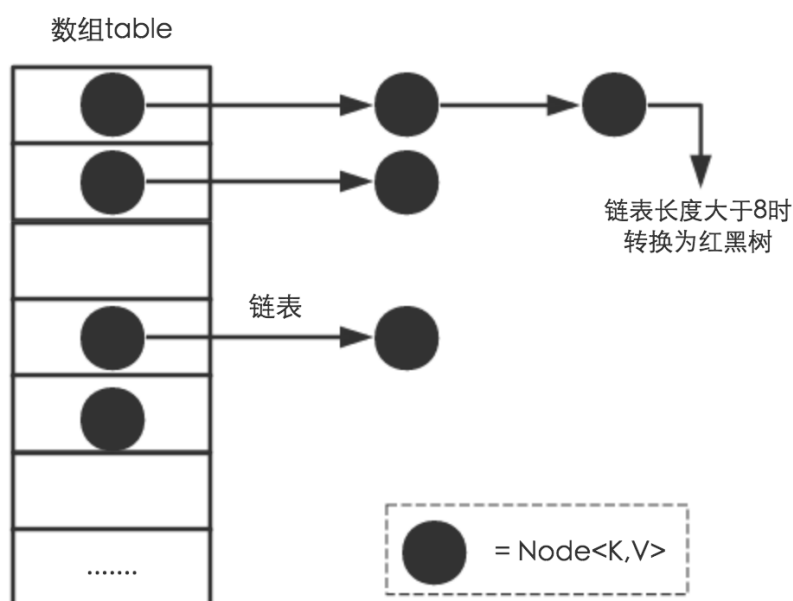 数组table
链表长度大于8时
转换为红黑树
链表
.......
= Node<K,V>